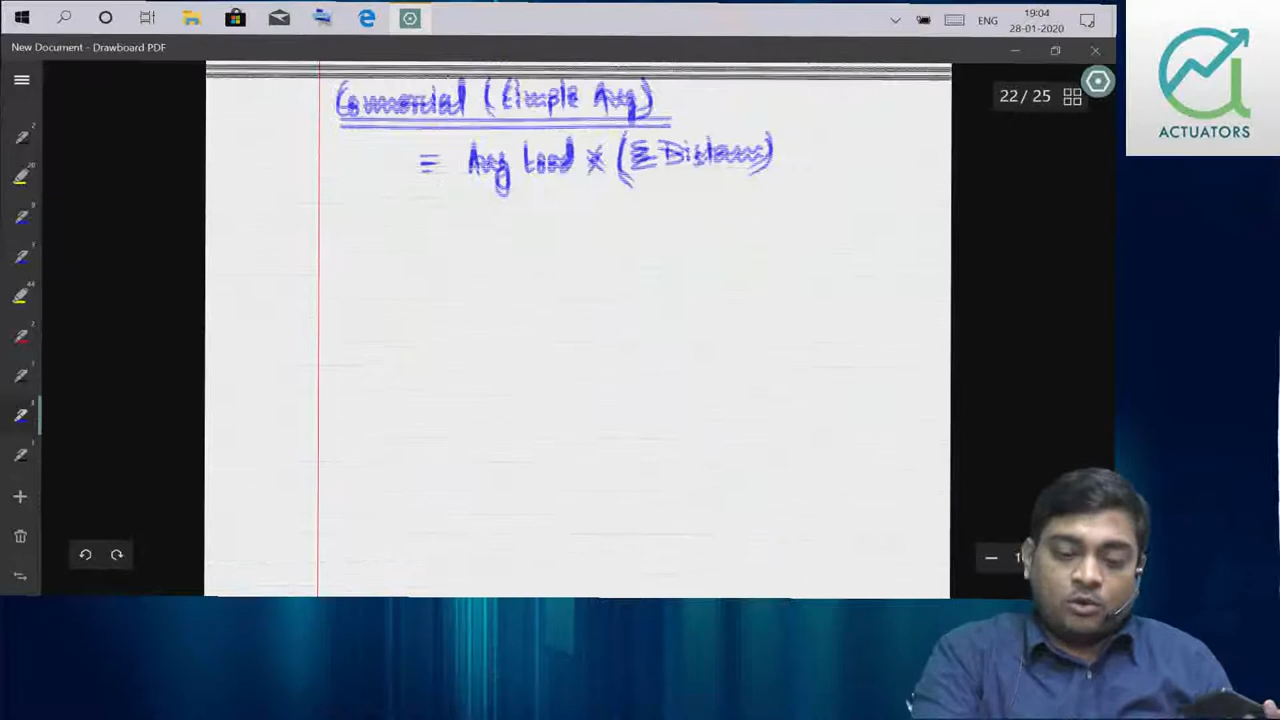 19:04
ENG
28-01-2020
New Document - Drawboard PDF
22 / 25
ACTUATORS
Commercial (Simple Avg)
= Avg Load * (Σ Distance)